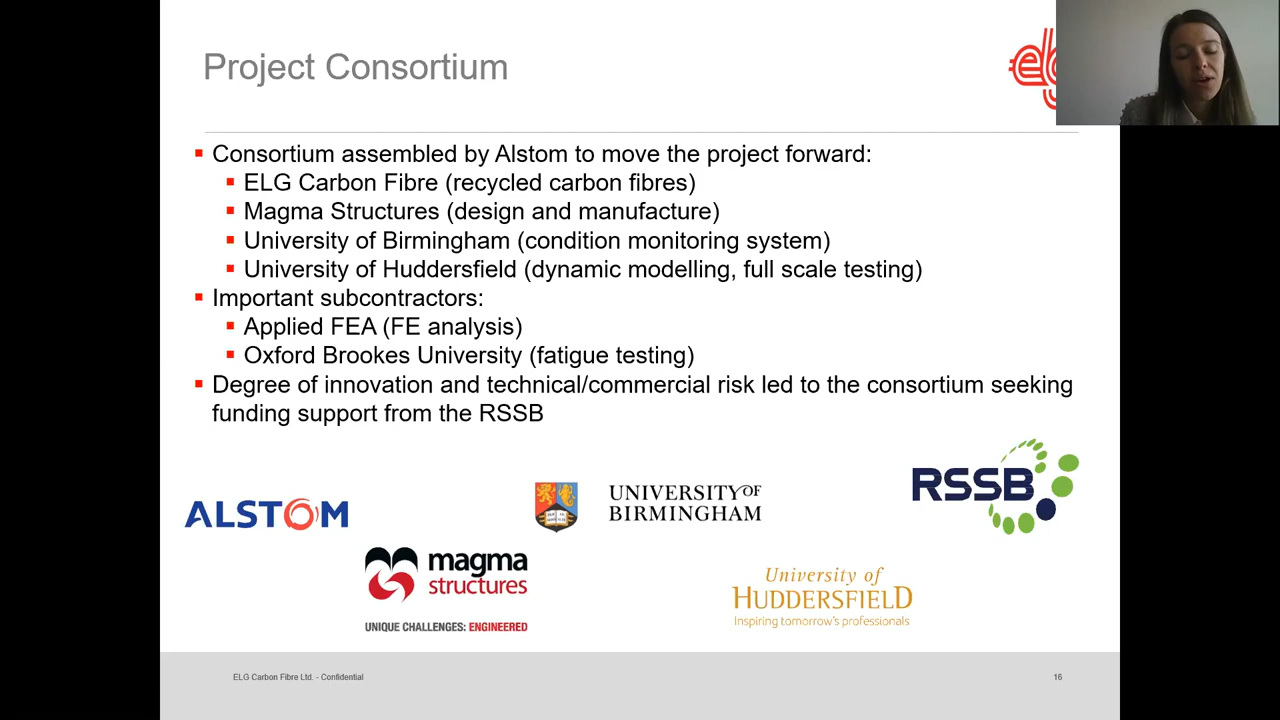 Project Consortium
elg
Consortium assembled by Alstom to move the project forward:
ELG Carbon Fibre (recycled carbon fibres)
Magma Structures (design and manufacture)
University of Birmingham (condition monitoring system)
University of Huddersfield (dynamic modelling, full scale testing)
Important subcontractors:
Applied FEA (FE analysis)
Oxford Brookes University (fatigue testing)
Degree of innovation and technical/commercial risk led to the consortium seeking
funding support from the RSSB
RSSB
ALSTOM
UNIVERSITY OF
BIRMINGHAM
magma
structures
UNIQUE CHALLENGES: ENGINEERED
University of
HUDDERSFIELD
Inspiring tomorrow's professionals
ELG Carbon Fibre Ltd. - Confidential
16